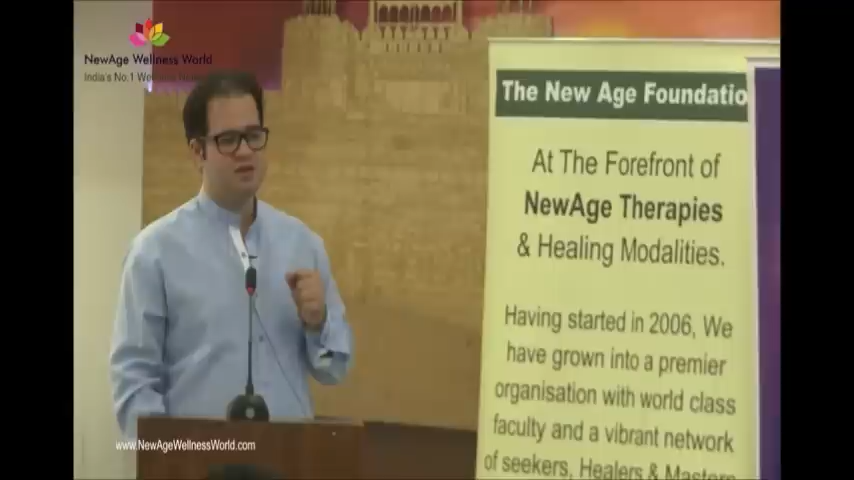 NewAge Wellness World
India's No.1
The New Age Foundatio
At The Forefront of
NewAge Therapies
& Healing Modalities.
Having started in 2006, We
have grown into a premier
organisation with world class
faculty and a vibrant network
of seekers, Healers & Masters
www.NewAgeWellnessWorld.com